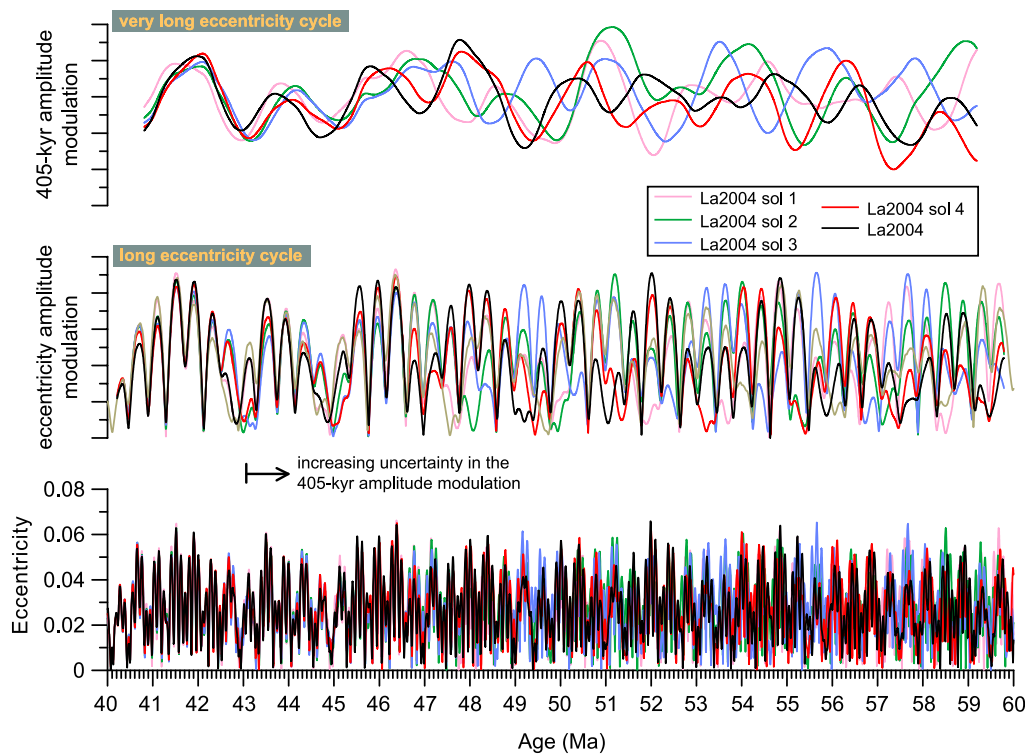 very long eccentricity cycle
405-kyr amplitude
modulation
La2004 sol 1
La2004 sol 2
La2004 sol 3
La2004 sol 4
La2004
long eccentricity cycle
eccentricity amplitude
modulation
increasing uncertainty in the
405-kyr amplitude modulation
0.08
0.06
0.04
0.02
0
Eccentricity
40 41 42 43 44 45 46 47 48 49 50 51 52 53 54 55 56 57 58 59 60
Age (Ma)